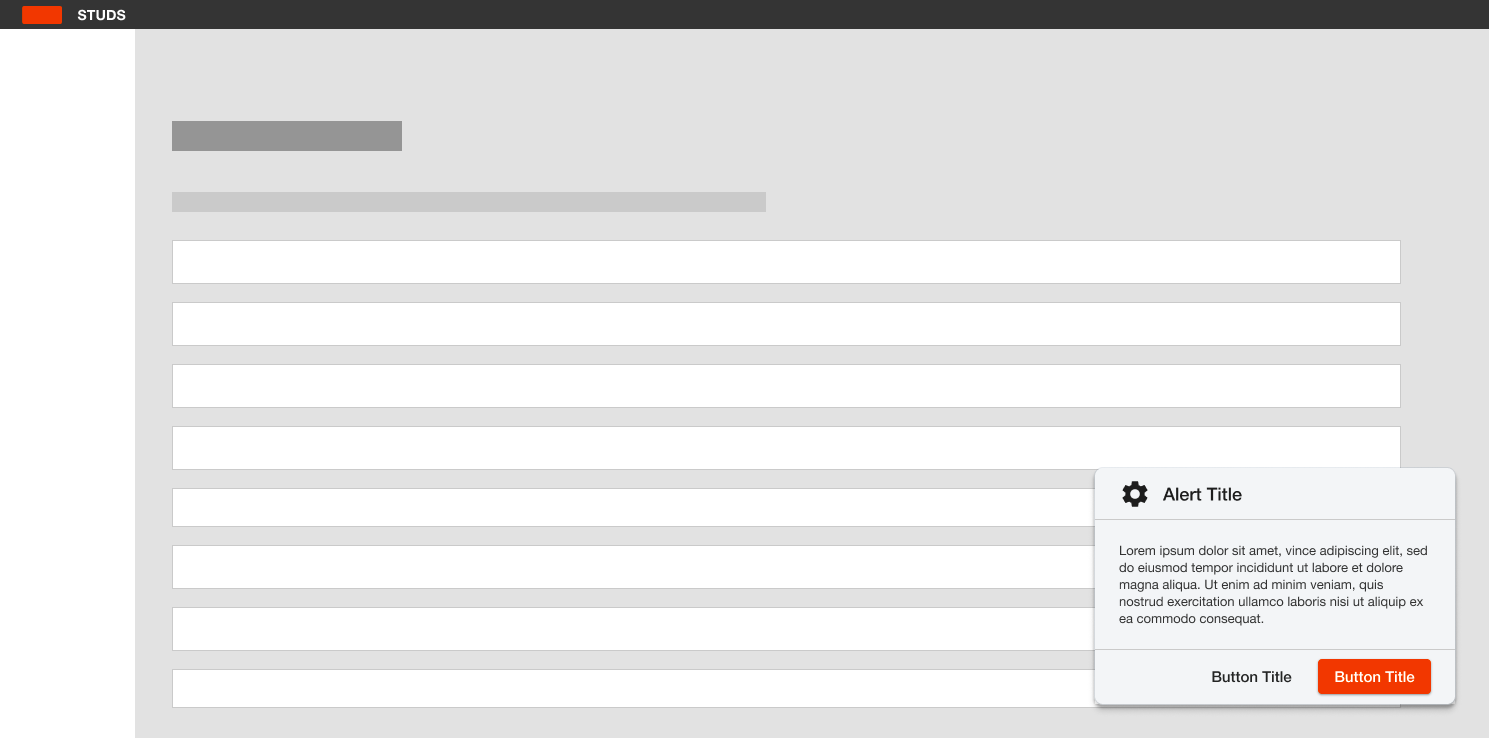 STUDS
Alert Title
Lorem ipsum dolor sit amet, vince adipiscing elit, sed
do eiusmod tempor incididunt ut labore et dolore
magna aliqua. Ut enim ad minim veniam, quis
nostrud exercitation ullamco laboris nisi ut aliquip ex
ea commodo consequat.
Button Title
Button Title